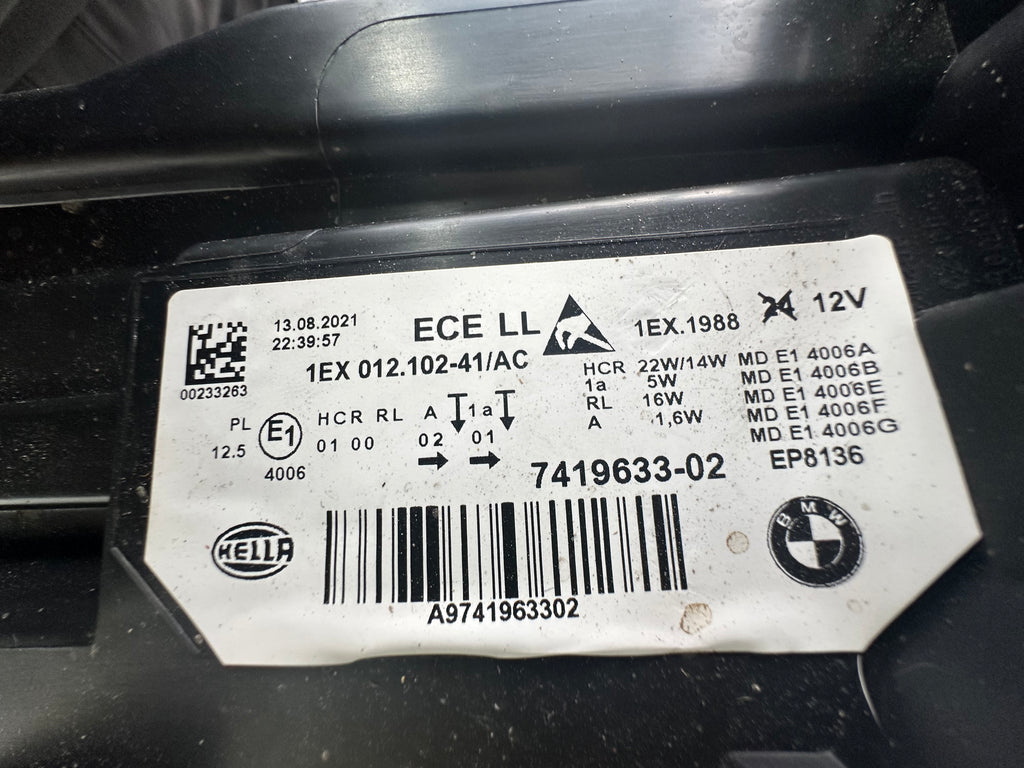 13.08.2021
22:39:57
ECE LL
1EX.1988
24 12V
1EX 012.102-41/AC
00233263
HCR 22W/14W
1a 5W
RL 16W
A 1,6W
MD E1 4006A
MD E1 4006B
MD E1 4006E
MD E1 4006F
MD E1 4006G
PL
12.5
E1
4006
HCR RL A 1a
01 00 02 01
7419633-02
EP8136
HELLA
BMW
A9741963302